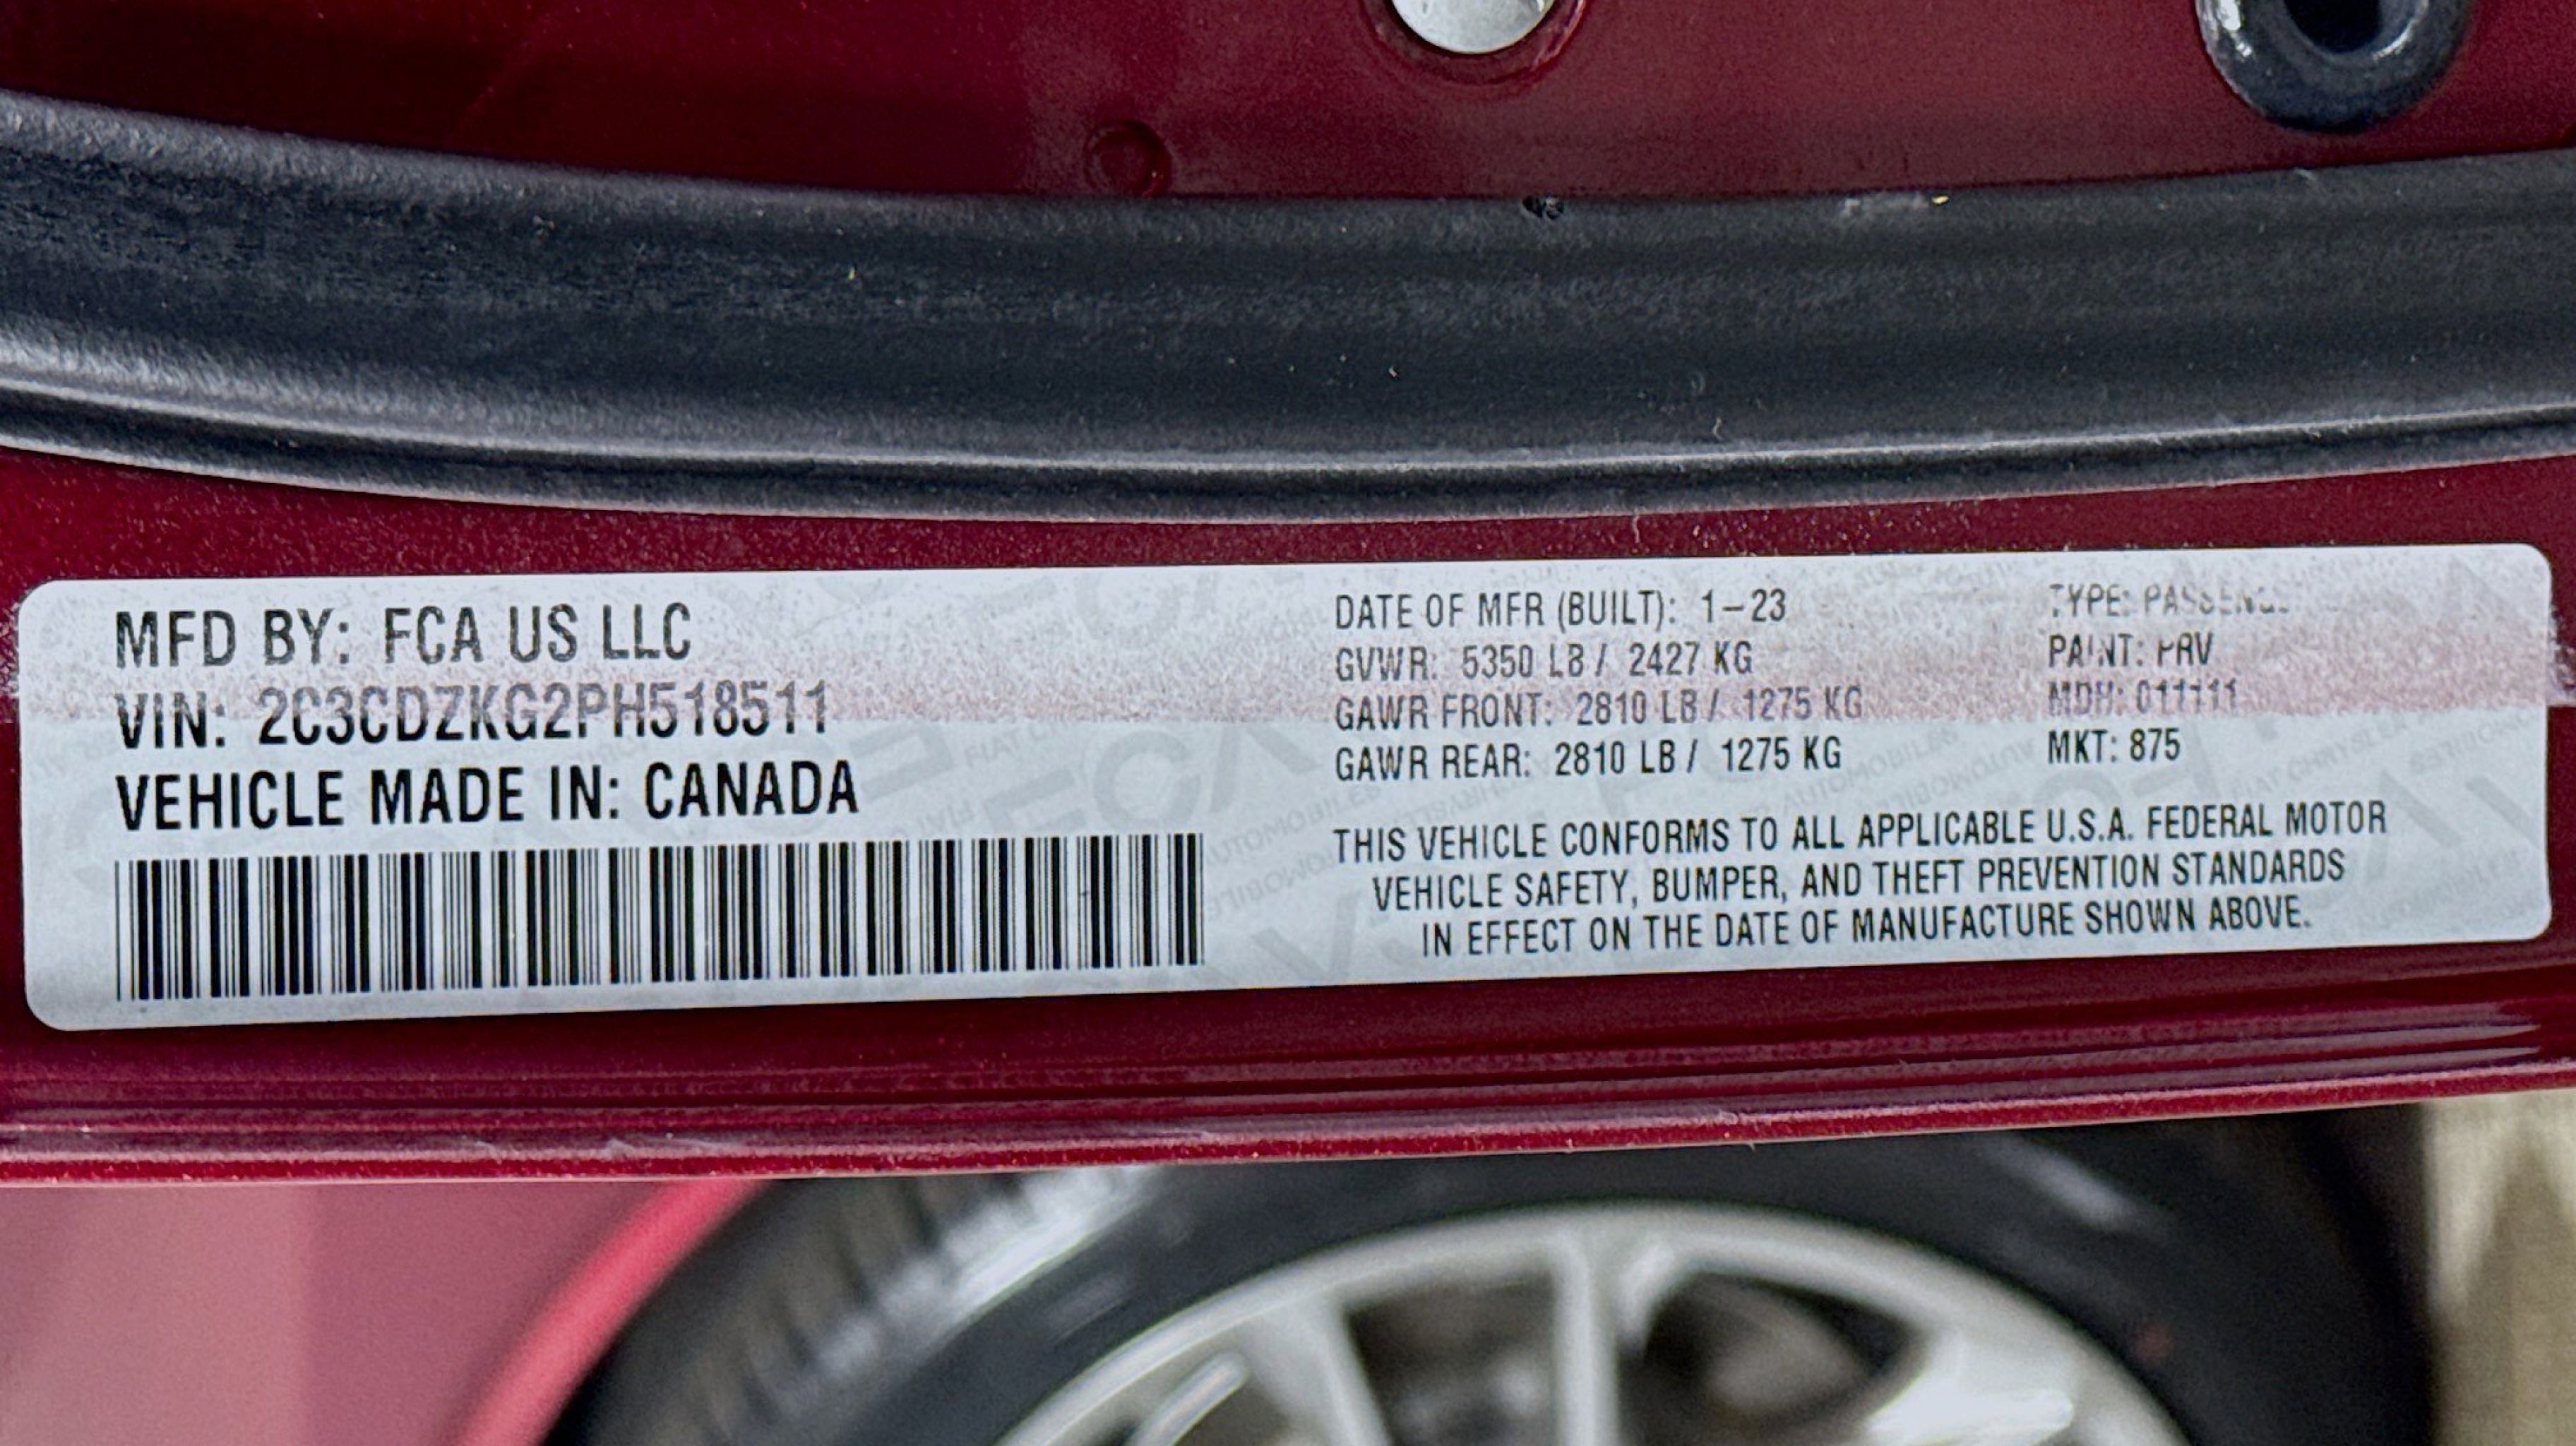 MFD BY: FCA US LLC
VIN: 2C3CDZKG2PH518511
VEHICLE MADE IN: CANADA
DATE OF MFR (BUILT): 1-23
GVWR: 5350 LB / 2427 KG
GAWR FRONT: 2810 LB / 1275 KG
GAWR REAR: 2810 LB / 1275 KG
TYPE:
PAINT: PRV
MDH: 011111
MKT: 875
THIS VEHICLE CONFORMS TO ALL APPLICABLE U.S.A. FEDERAL MOTOR
VEHICLE SAFETY, BUMPER, AND THEFT PREVENTION STANDARDS
IN EFFECT ON THE DATE OF MANUFACTURE SHOWN ABOVE.